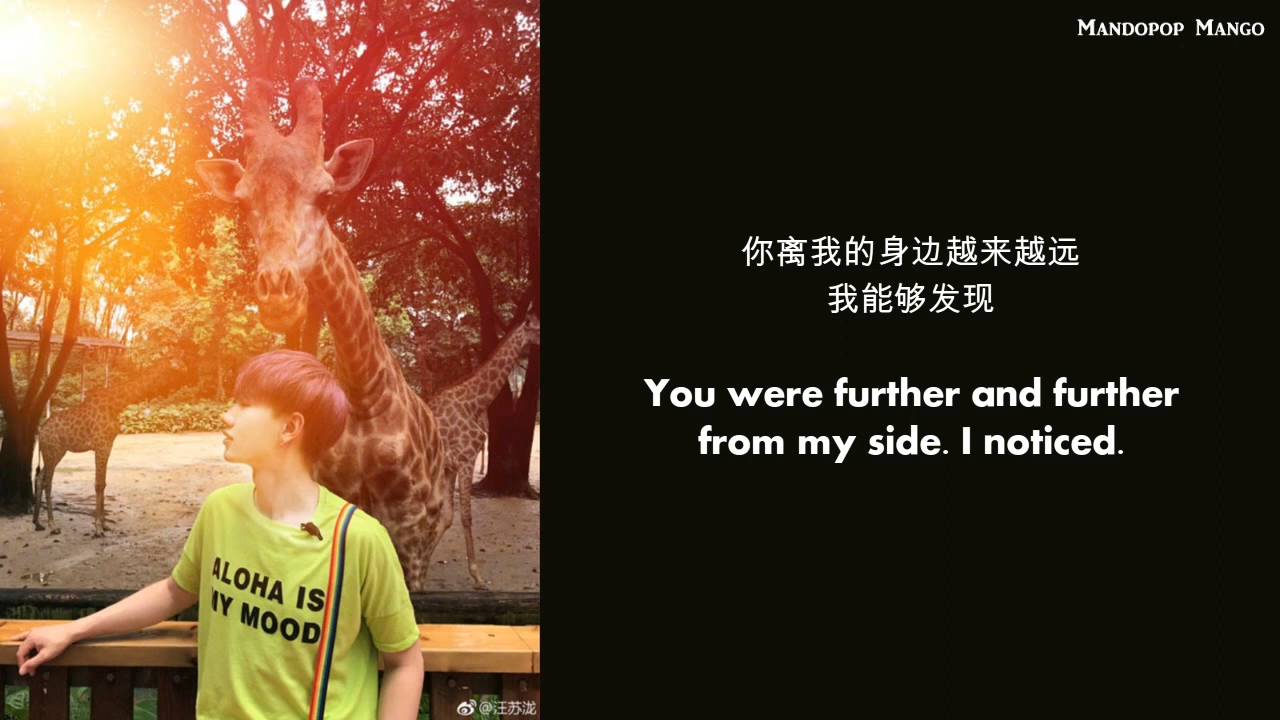 Mandopop Mango
你离我的身边越来越远
我能够发现
You were further and further
from my side. I noticed.
ALOHA IS
MY MOOD
@汪苏泷